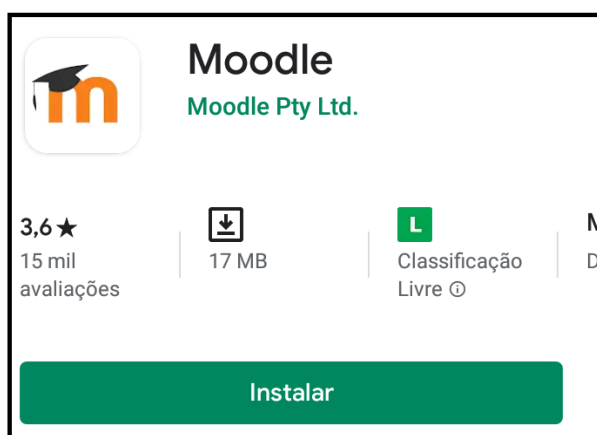 m
Moodle
Moodle Pty Ltd.
3,6★
15 mil
avaliações
17 MB
L
Classificação
Livre
Instalar